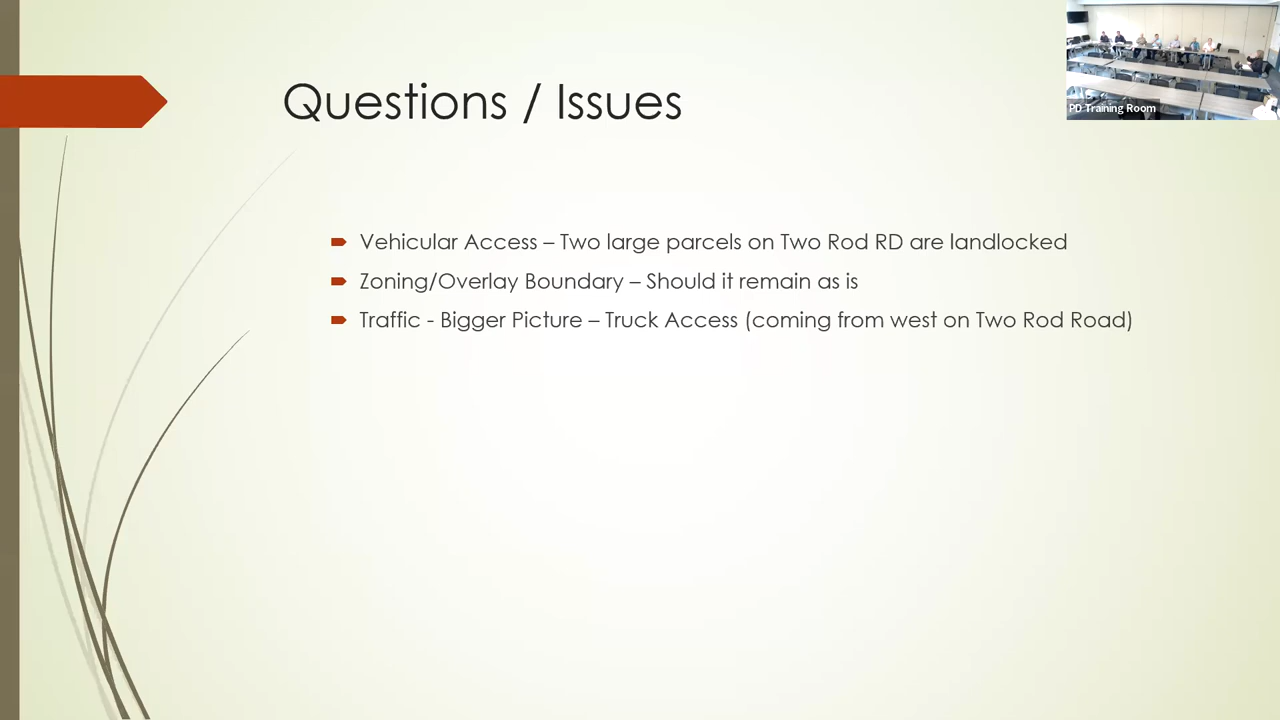 Questions / Issues
PD Training Room
Vehicular Access – Two large parcels on Two Rod RD are landlocked
Zoning/Overlay Boundary – Should it remain as is
Traffic - Bigger Picture – Truck Access (coming from west on Two Rod Road)